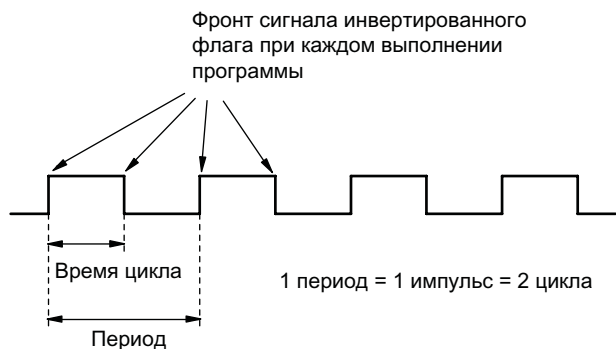 Фронт сигнала инвертированного
флага при каждом выполнении
программы
Время цикла
1 период = 1 импульс = 2 цикла
Период